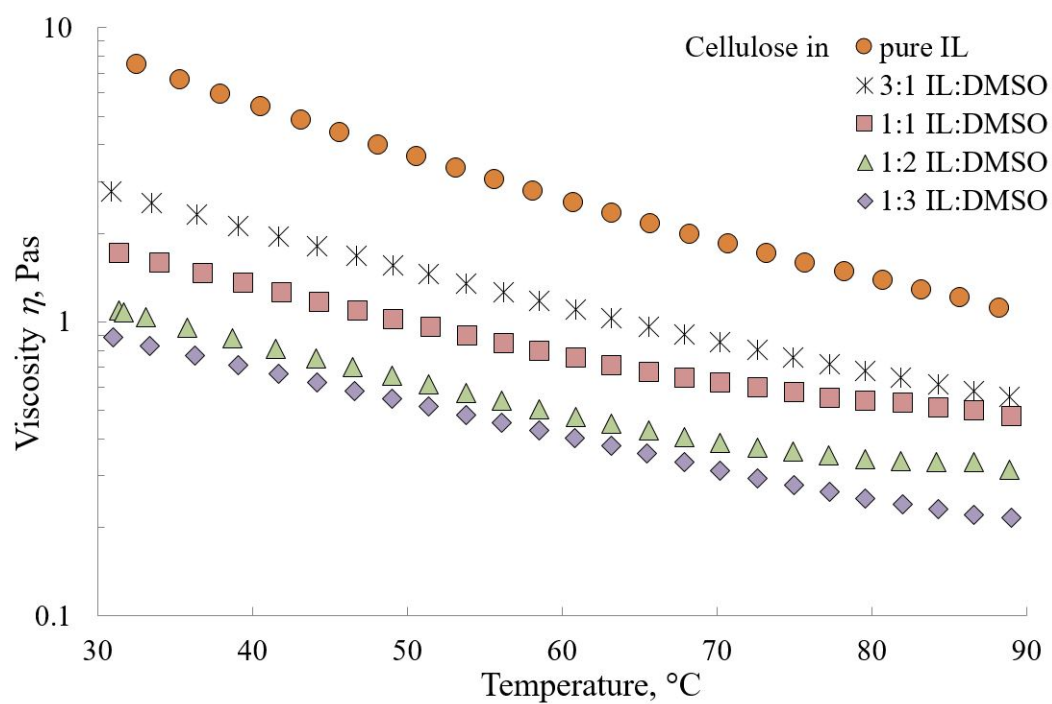 10
Cellulose in
pure IL
3:1 IL:DMSO
1:1 IL:DMSO
1:2 IL:DMSO
1:3 IL:DMSO
Viscosity η, Pas
1
0.1
30 40 50 60 70 80 90
Temperature, °C